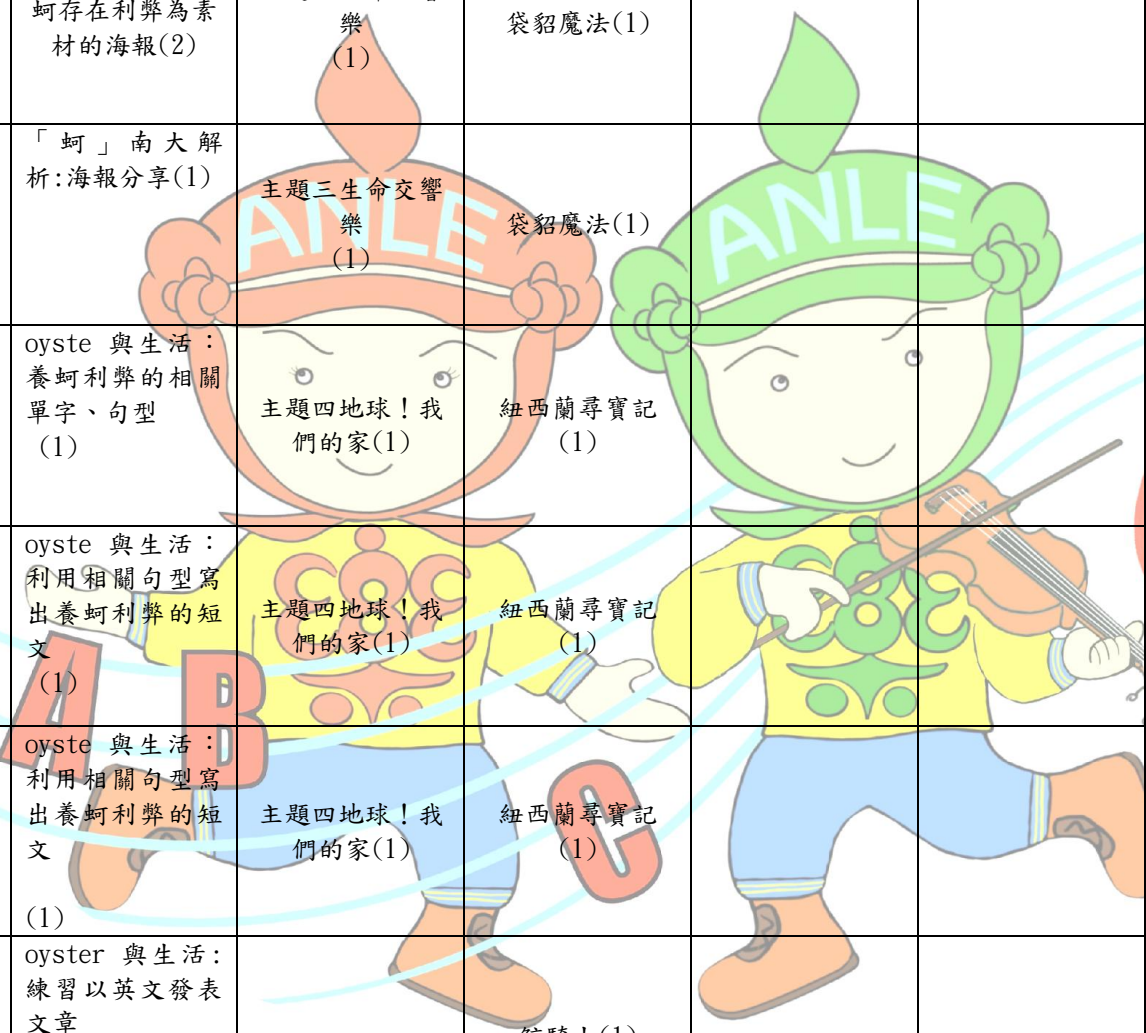 蚵存在利弊為素
材的海報(2)
樂
(1)
袋貂魔法(1)
「蚵」南大解
析:海報分享(1)
主題三生命交響
樂
(1)
袋貂魔法(1)
ANLE
ANLE
oyste 與生活：
養蚵利弊的相關
單字、句型
(1)
主題四地球！我
們的家(1)
紐西蘭尋寶記
(1)
oyste 與生活：
利用相關句型寫
出養蚵利弊的短
文
(1)
主題四地球！我
們的家(1)
紐西蘭尋寶記
(1)
A B C
oyste 與生活：
利用相關句型寫
出養蚵利弊的短
文
(1)
主題四地球！我
們的家(1)
紐西蘭尋寶記
(1)
oyster 與生活:
練習以英文發表
文章